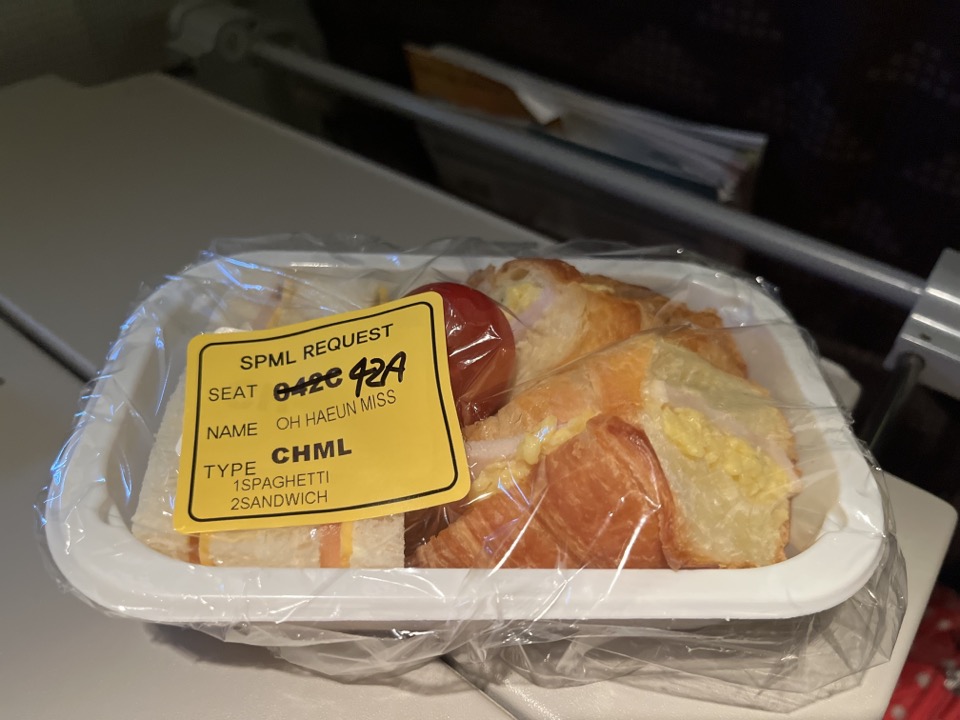 SPML REQUEST
SEAT 042C 42A
NAME OH HAEUN MISS
TYPE CHML
1SPAGHETTI
2SANDWICH